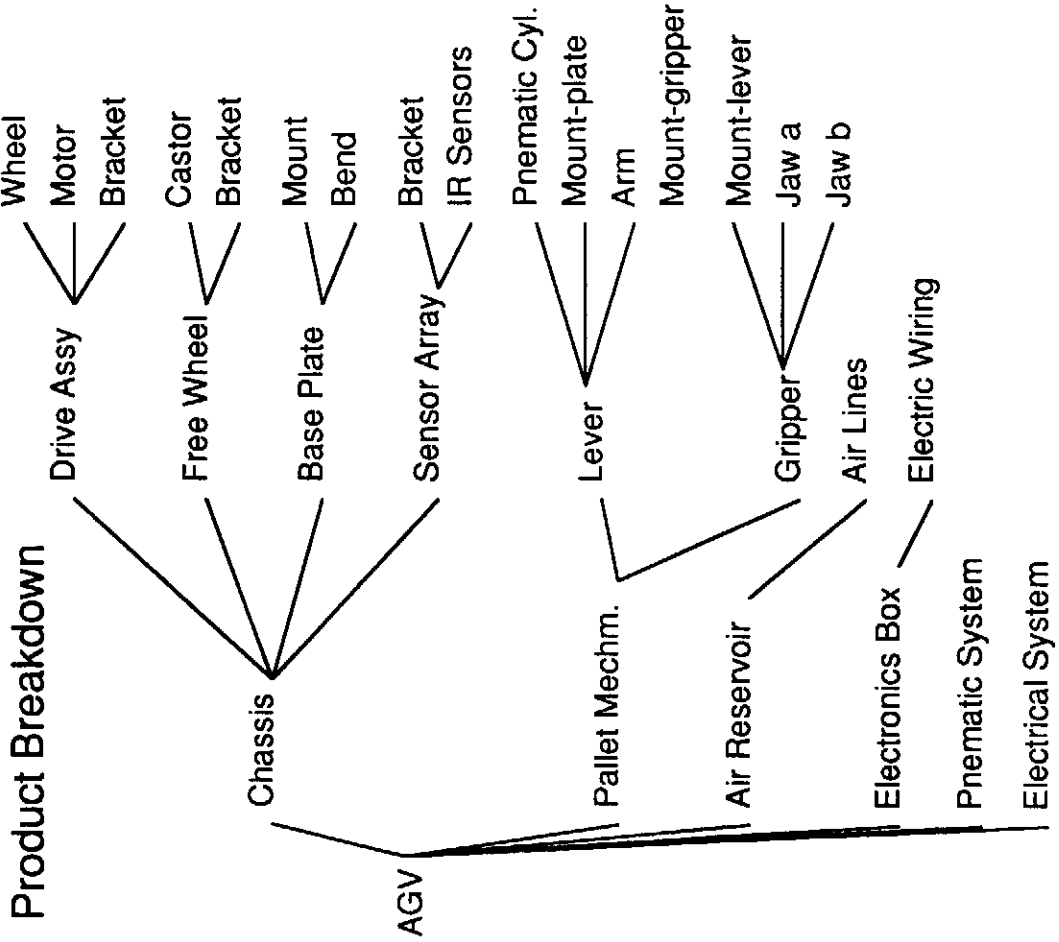 Product Breakdown
AGV
Chassis
Pallet Mechm.
Air Reservoir
Electronics Box
Pnematic System
Electrical System
Drive Assy
Free Wheel
Base Plate
Sensor Array
Lever
Gripper
Air Lines
Electric Wiring
Wheel
Motor
Bracket
Castor
Bracket
Mount
Bend
Bracket
IR Sensors
Pnematic Cyl.
Mount-plate
Arm
Mount-gripper
Mount-lever
Jaw a
Jaw b